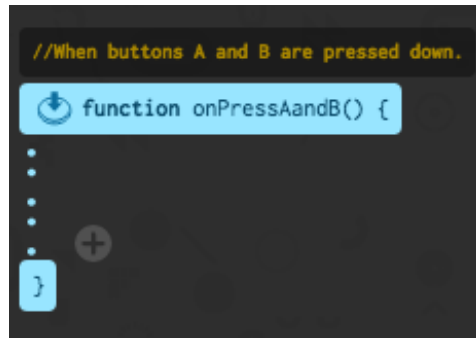 //When buttons A and B are pressed down.
function onPressAandB() {
}